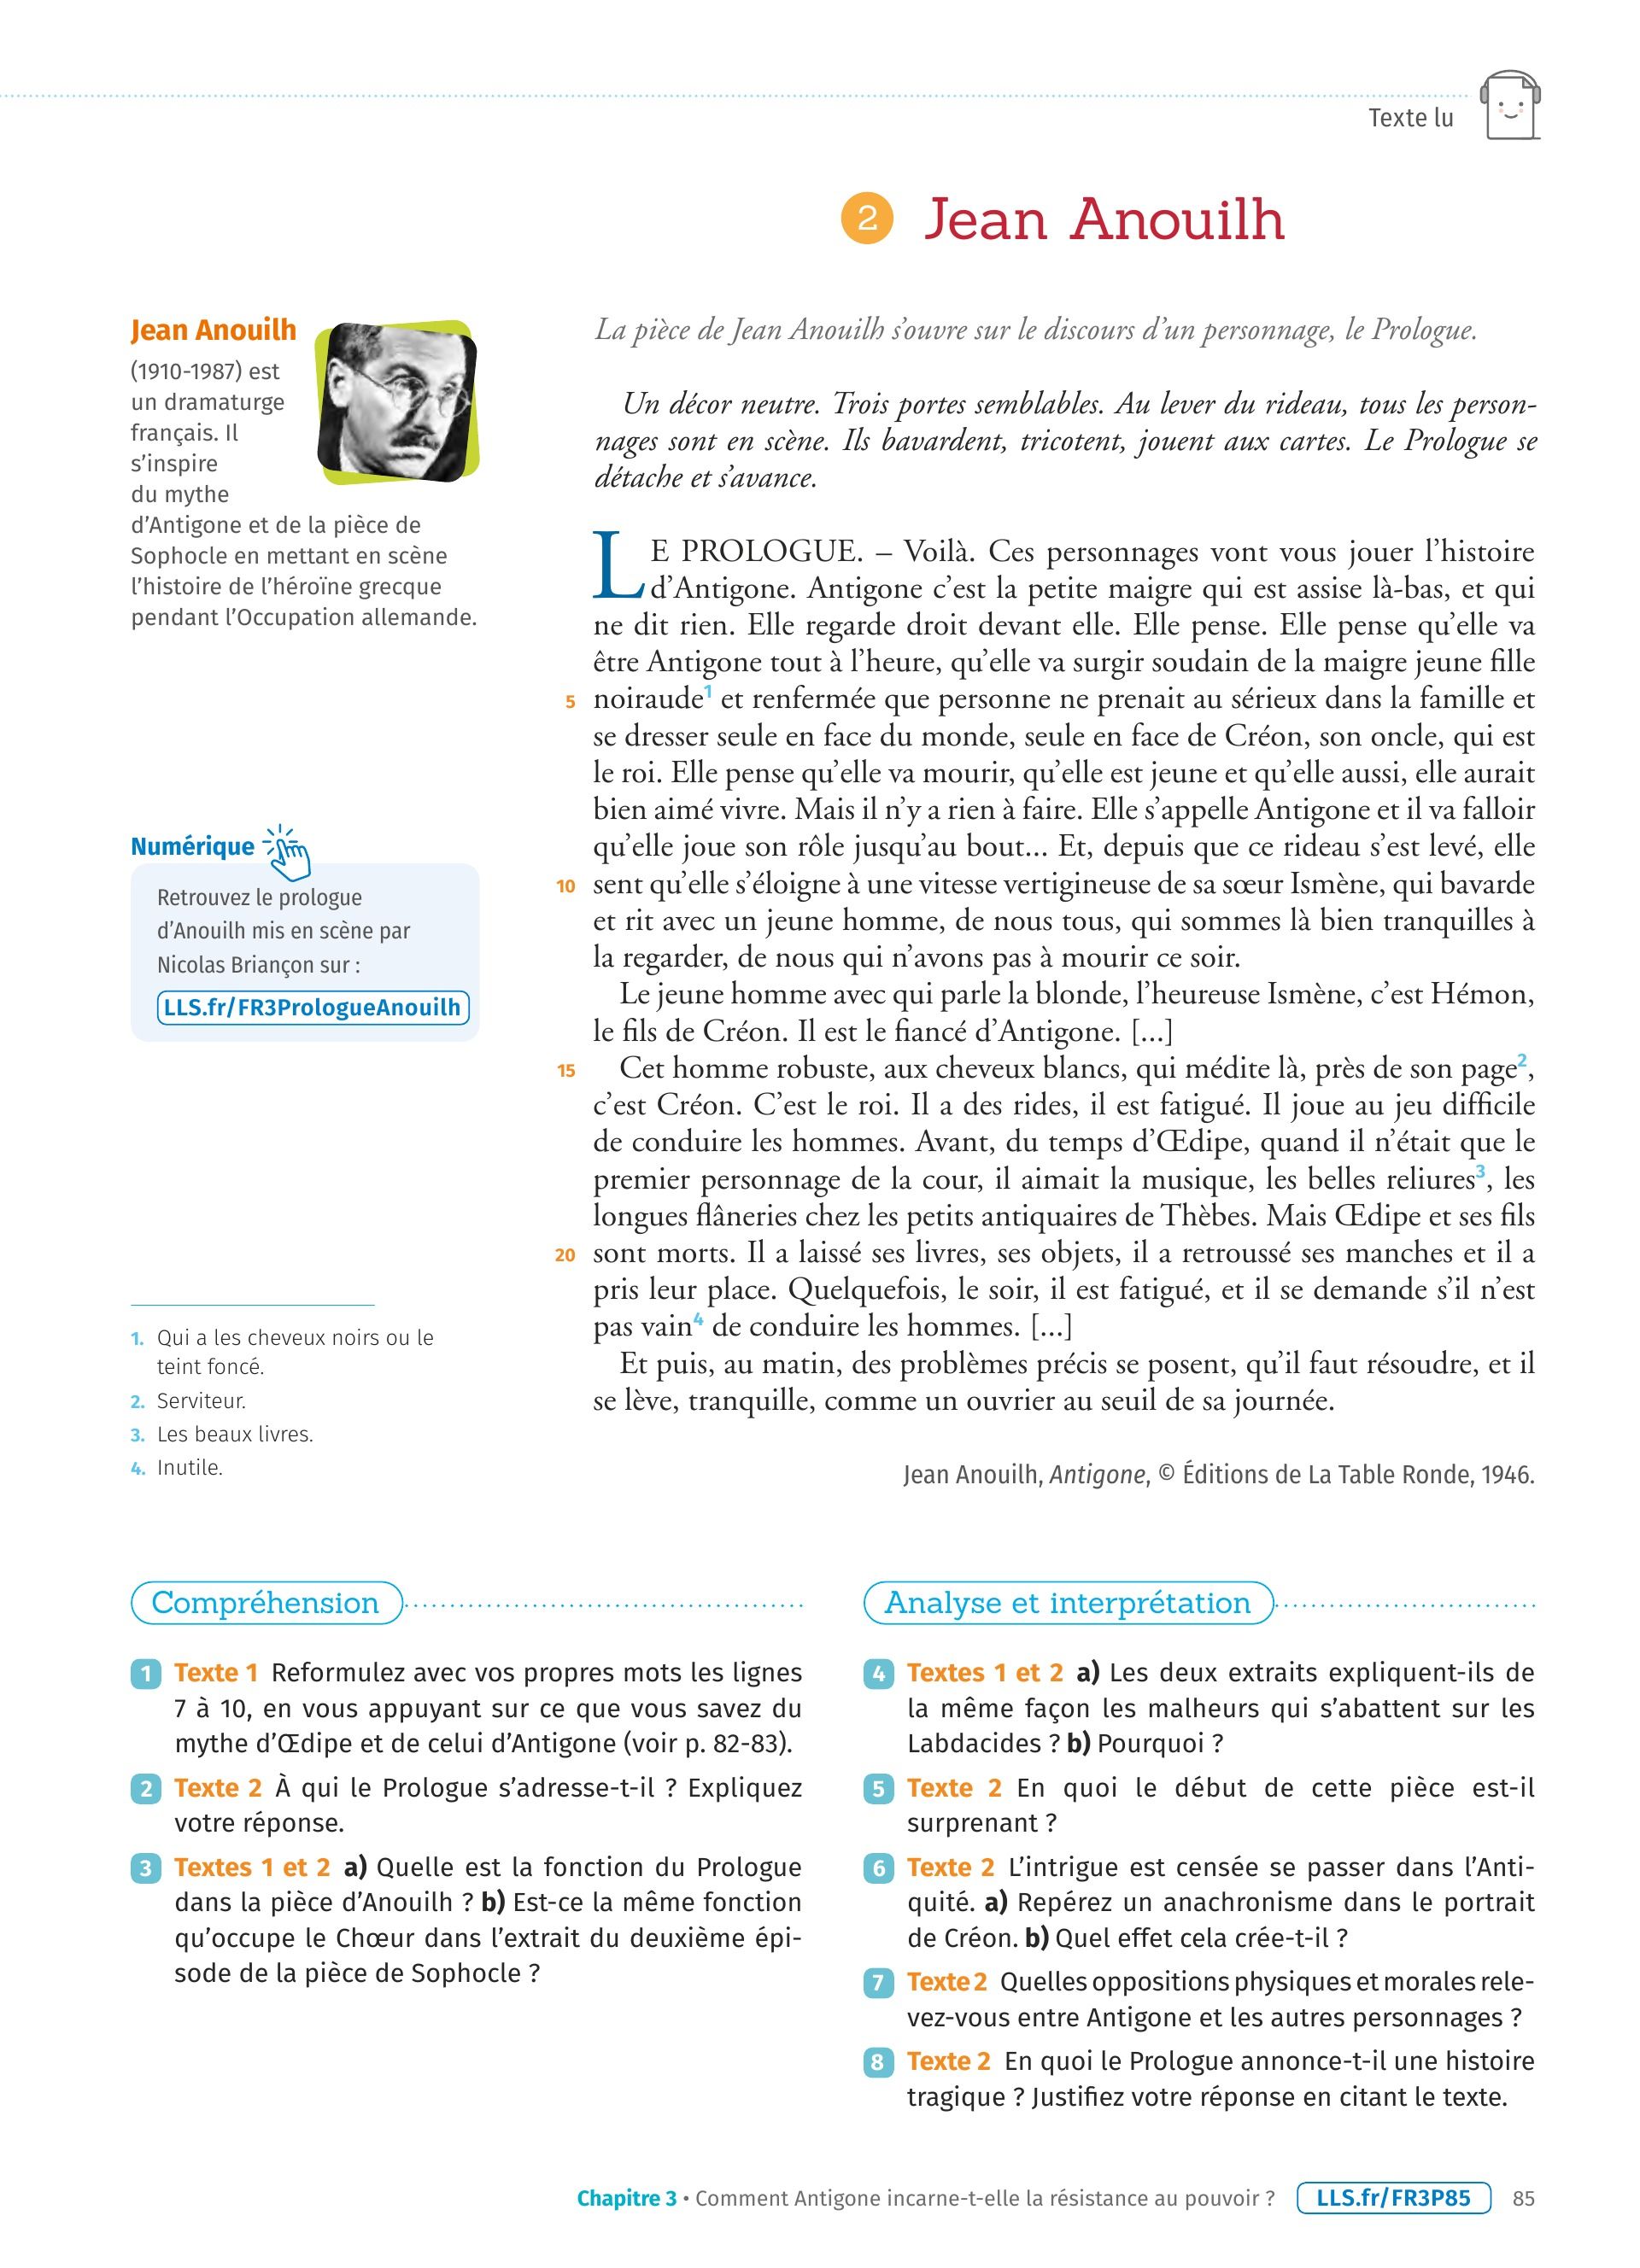 Texte lu
2 Jean Anouilh
Jean Anouilh
(1910-1987) est
un dramaturge
français. Il
s’inspire
du mythe
d’Antigone et de la pièce de
Sophocle en mettant en scène
l’histoire de l’héroïne grecque
pendant l’Occupation allemande.
Numérique
Retrouvez le prologue
d’Anouilh mis en scène par
Nicolas Briançon sur :
LLS.fr/FR3PrologueAnouilh
1. Qui a les cheveux noirs ou le
teint foncé.
2. Serviteur.
3. Les beaux livres.
4. Inutile.
La pièce de Jean Anouilh s’ouvre sur le discours d’un personnage, le Prologue.
Un décor neutre. Trois portes semblables. Au lever du rideau, tous les person-
nages sont en scène. Ils bavardent, tricotent, jouent aux cartes. Le Prologue se
détache et s’avance.
LE PROLOGUE. – Voilà. Ces personnages vont vous jouer l’histoire
d’Antigone. Antigone c’est la petite maigre qui est assise là-bas, et qui
ne dit rien. Elle regarde droit devant elle. Elle pense. Elle pense qu’elle va
être Antigone tout à l’heure, qu’elle va surgir soudain de la maigre jeune fille
5 noiraude1 et renfermée que personne ne prenait au sérieux dans la famille et
se dresser seule en face du monde, seule en face de Créon, son oncle, qui est
le roi. Elle pense qu’elle va mourir, qu’elle est jeune et qu’elle aussi, elle aurait
bien aimé vivre. Mais il n’y a rien à faire. Elle s’appelle Antigone et il va falloir
qu’elle joue son rôle jusqu’au bout... Et, depuis que ce rideau s’est levé, elle
10 sent qu’elle s’éloigne à une vitesse vertigineuse de sa sœur Ismène, qui bavarde
et rit avec un jeune homme, de nous tous, qui sommes là bien tranquilles à
la regarder, de nous qui n’avons pas à mourir ce soir.
Le jeune homme avec qui parle la blonde, l’heureuse Ismène, c’est Hémon,
le fils de Créon. Il est le fiancé d’Antigone. [...]
15 Cet homme robuste, aux cheveux blancs, qui médite là, près de son page2,
c’est Créon. C’est le roi. Il a des rides, il est fatigué. Il joue au jeu difficile
de conduire les hommes. Avant, du temps d’Œdipe, quand il n’était que le
premier personnage de la cour, il aimait la musique, les belles reliures3, les
longues flâneries chez les petits antiquaires de Thèbes. Mais Œdipe et ses fils
20 sont morts. Il a laissé ses livres, ses objets, il a retroussé ses manches et il a
pris leur place. Quelquefois, le soir, il est fatigué, et il se demande s’il n’est
pas vain4 de conduire les hommes. [...]
Et puis, au matin, des problèmes précis se posent, qu’il faut résoudre, et il
se lève, tranquille, comme un ouvrier au seuil de sa journée.
Jean Anouilh, Antigone, © Éditions de La Table Ronde, 1946.
Compréhension
1 Texte 1 Reformulez avec vos propres mots les lignes
7 à 10, en vous appuyant sur ce que vous savez du
mythe d’Œdipe et de celui d’Antigone (voir p. 82-83).
2 Texte 2 À qui le Prologue s’adresse-t-il ? Expliquez
votre réponse.
3 Textes 1 et 2 a) Quelle est la fonction du Prologue
dans la pièce d’Anouilh ? b) Est-ce la même fonction
qu’occupe le Chœur dans l’extrait du deuxième épi-
sode de la pièce de Sophocle ?
Analyse et interprétation
4 Textes 1 et 2 a) Les deux extraits expliquent-ils de
la même façon les malheurs qui s’abattent sur les
Labdacides ? b) Pourquoi ?
5 Texte 2 En quoi le début de cette pièce est-il
surprenant ?
6 Texte 2 L’intrigue est censée se passer dans l’Anti-
quité. a) Repérez un anachronisme dans le portrait
de Créon. b) Quel effet cela crée-t-il ?
7 Texte 2 Quelles oppositions physiques et morales rele-
vez-vous entre Antigone et les autres personnages ?
8 Texte 2 En quoi le Prologue annonce-t-il une histoire
tragique ? Justifiez votre réponse en citant le texte.
Chapitre 3 • Comment Antigone incarne-t-elle la résistance au pouvoir ? LLS.fr/FR3P85 85